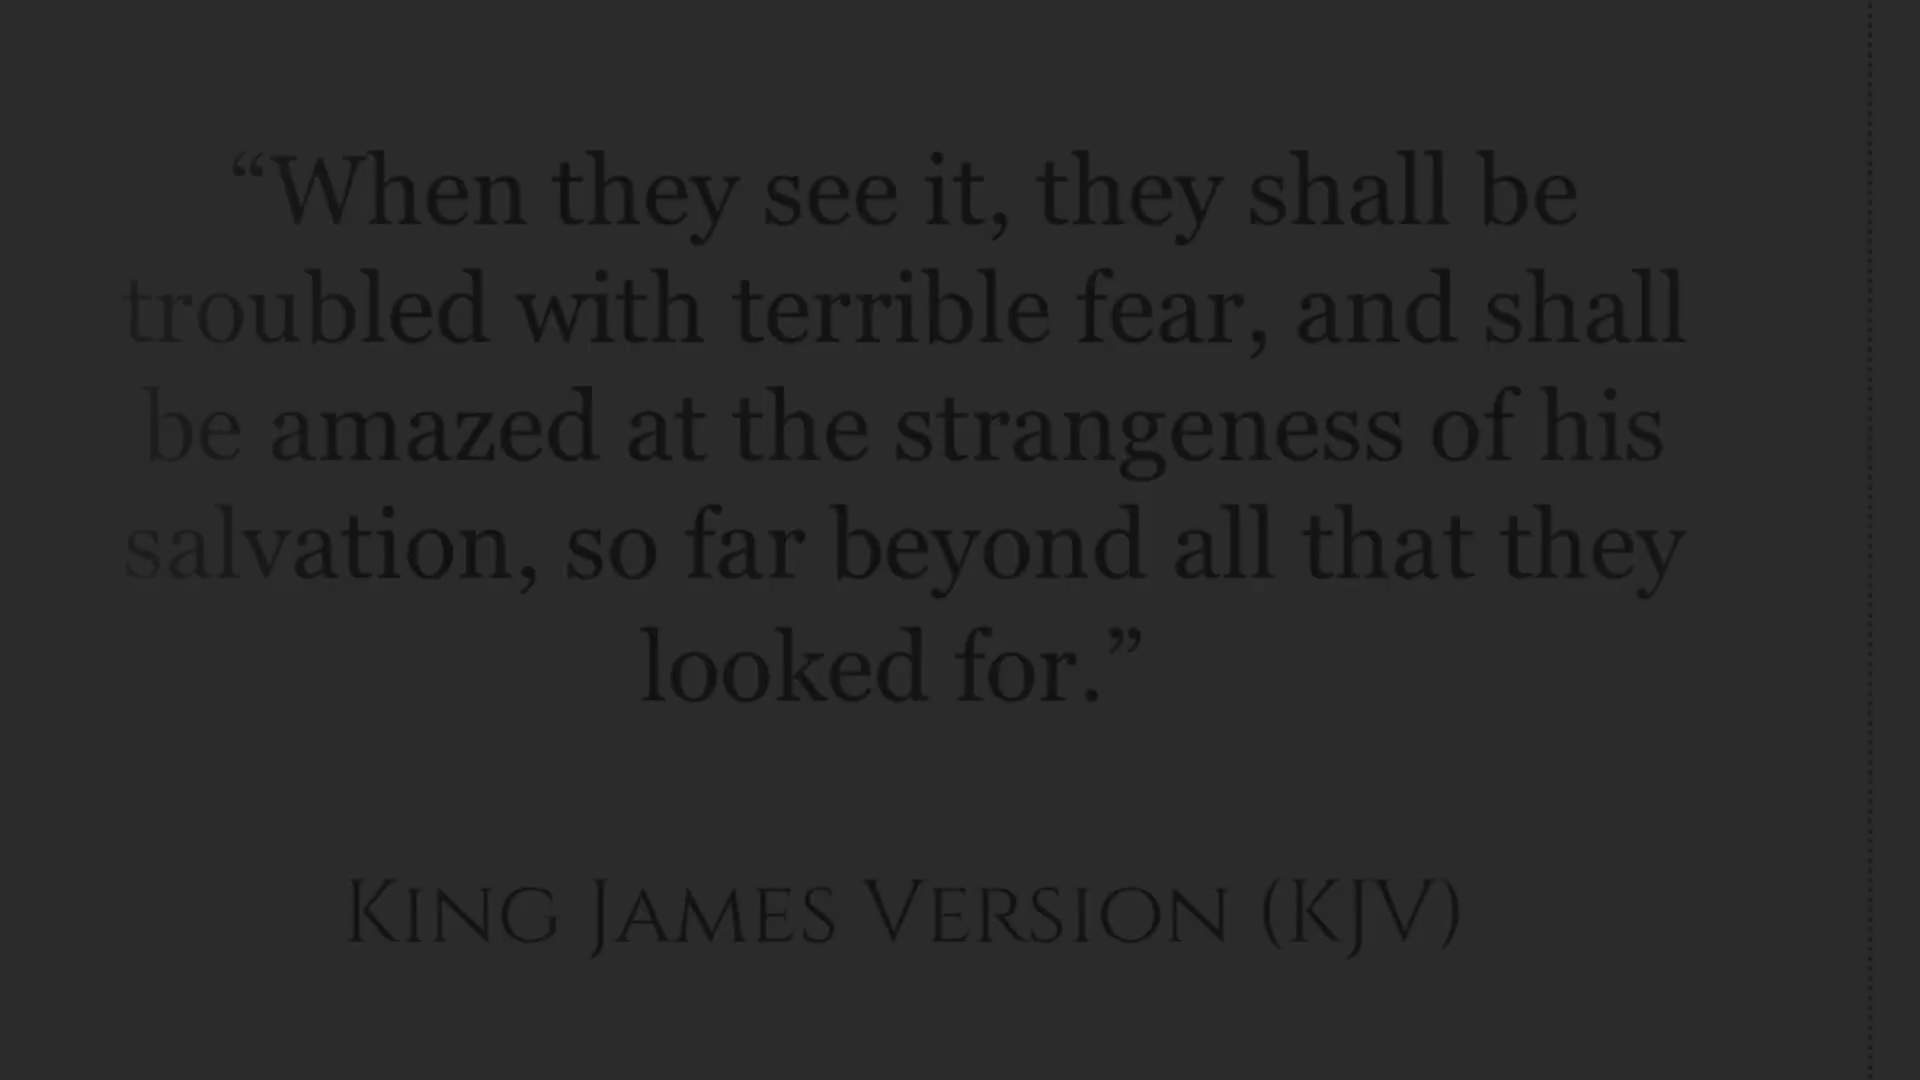 “When they see it, they shall be
troubled with terrible fear, and shall
be amazed at the strangeness of his
salvation, so far beyond all that they
looked for.”
King James Version (KJV)